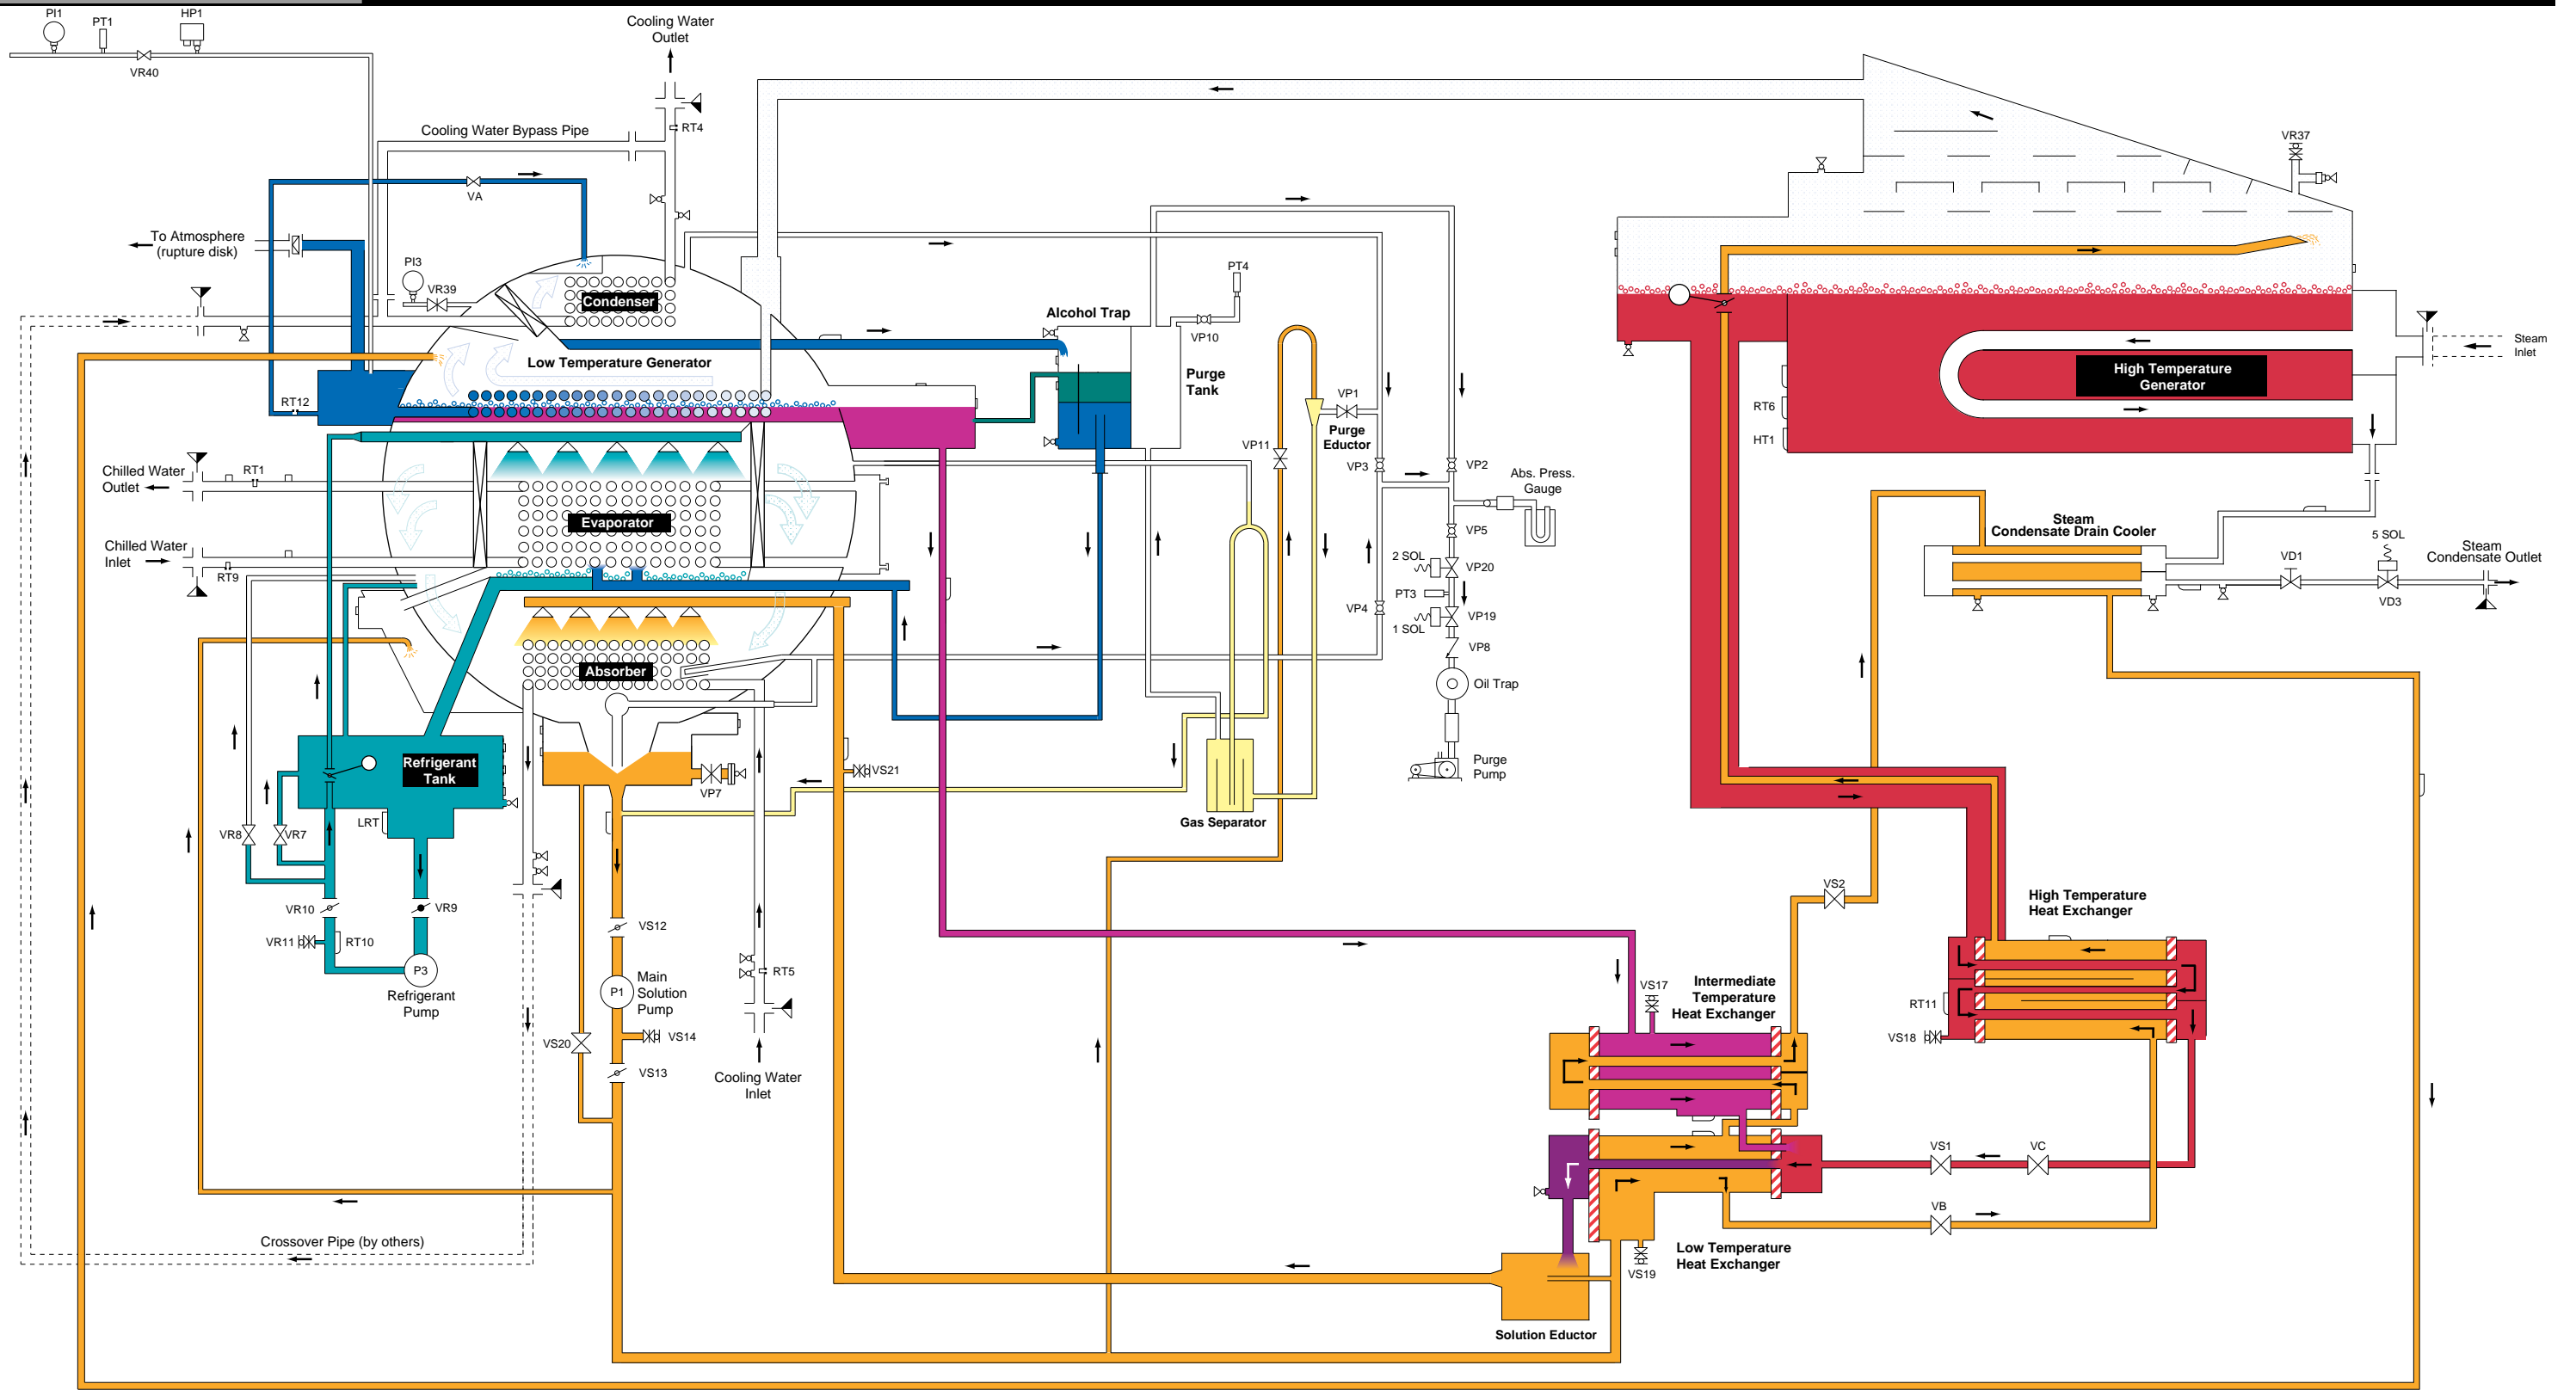 PI1
PT1
HP1
VR40
Cooling Water
Outlet
RT4
Cooling Water Bypass Pipe
VA
To Atmosphere
(rupture disk)
PI3
VR39
Condenser
Low Temperature Generator
RT12
Alcohol Trap
PT4
VP10
Purge
Tank
VP1
Purge
Eductor
VP11
VP3
VP2
Abs. Press.
Gauge
VP5
2 SOL
VP20
PT3
VP4
VP19
1 SOL
VP8
Oil Trap
Purge
Pump
VR37
Steam
Inlet
High Temperature
Generator
RT6
HT1
Steam
Condensate Drain Cooler
5 SOL
Steam
Condensate Outlet
VD1
VD3
Chilled Water
Outlet
RT1
Evaporator
Chilled Water
Inlet
RT9
Absorber
Refrigerant
Tank
LRT
VR8
VR7
VR10
VR9
VR11
RT10
P3
Refrigerant
Pump
VP7
VS21
Gas Separator
VS12
P1
Main
Solution
Pump
VS14
VS20
VS13
RT5
Cooling Water
Inlet
VS2
High Temperature
Heat Exchanger
RT11
VS18
VS17
Intermediate
Temperature
Heat Exchanger
VS1
VC
VB
Low Temperature
Heat Exchanger
VS19
Solution Eductor
Crossover Pipe (by others)